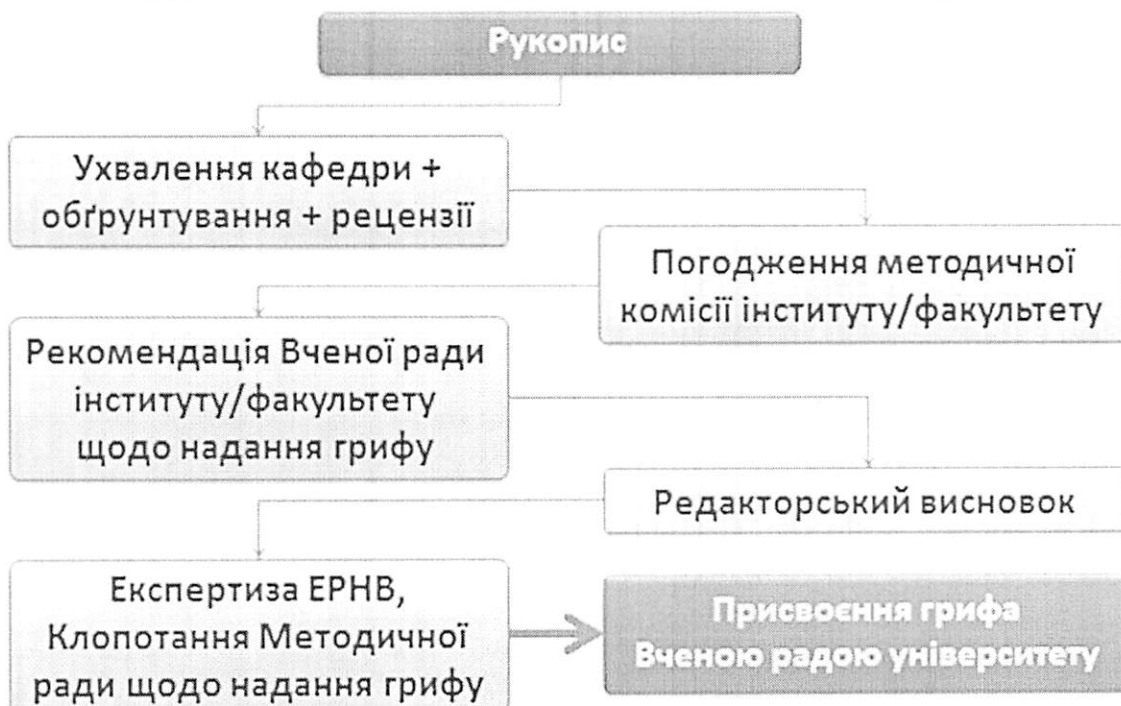 Рукопис
Ухвалення кафедри +
обґрунтування + рецензії
Погодження методичної
комісії інституту/факультету
Рекомендація Вченої ради
інституту/факультету
щодо надання грифу
Редакторський висновок
Експертиза ЕРНВ,
Клопотання Методичної
ради щодо надання грифу
Присвоєння грифа
Вченою радою університету